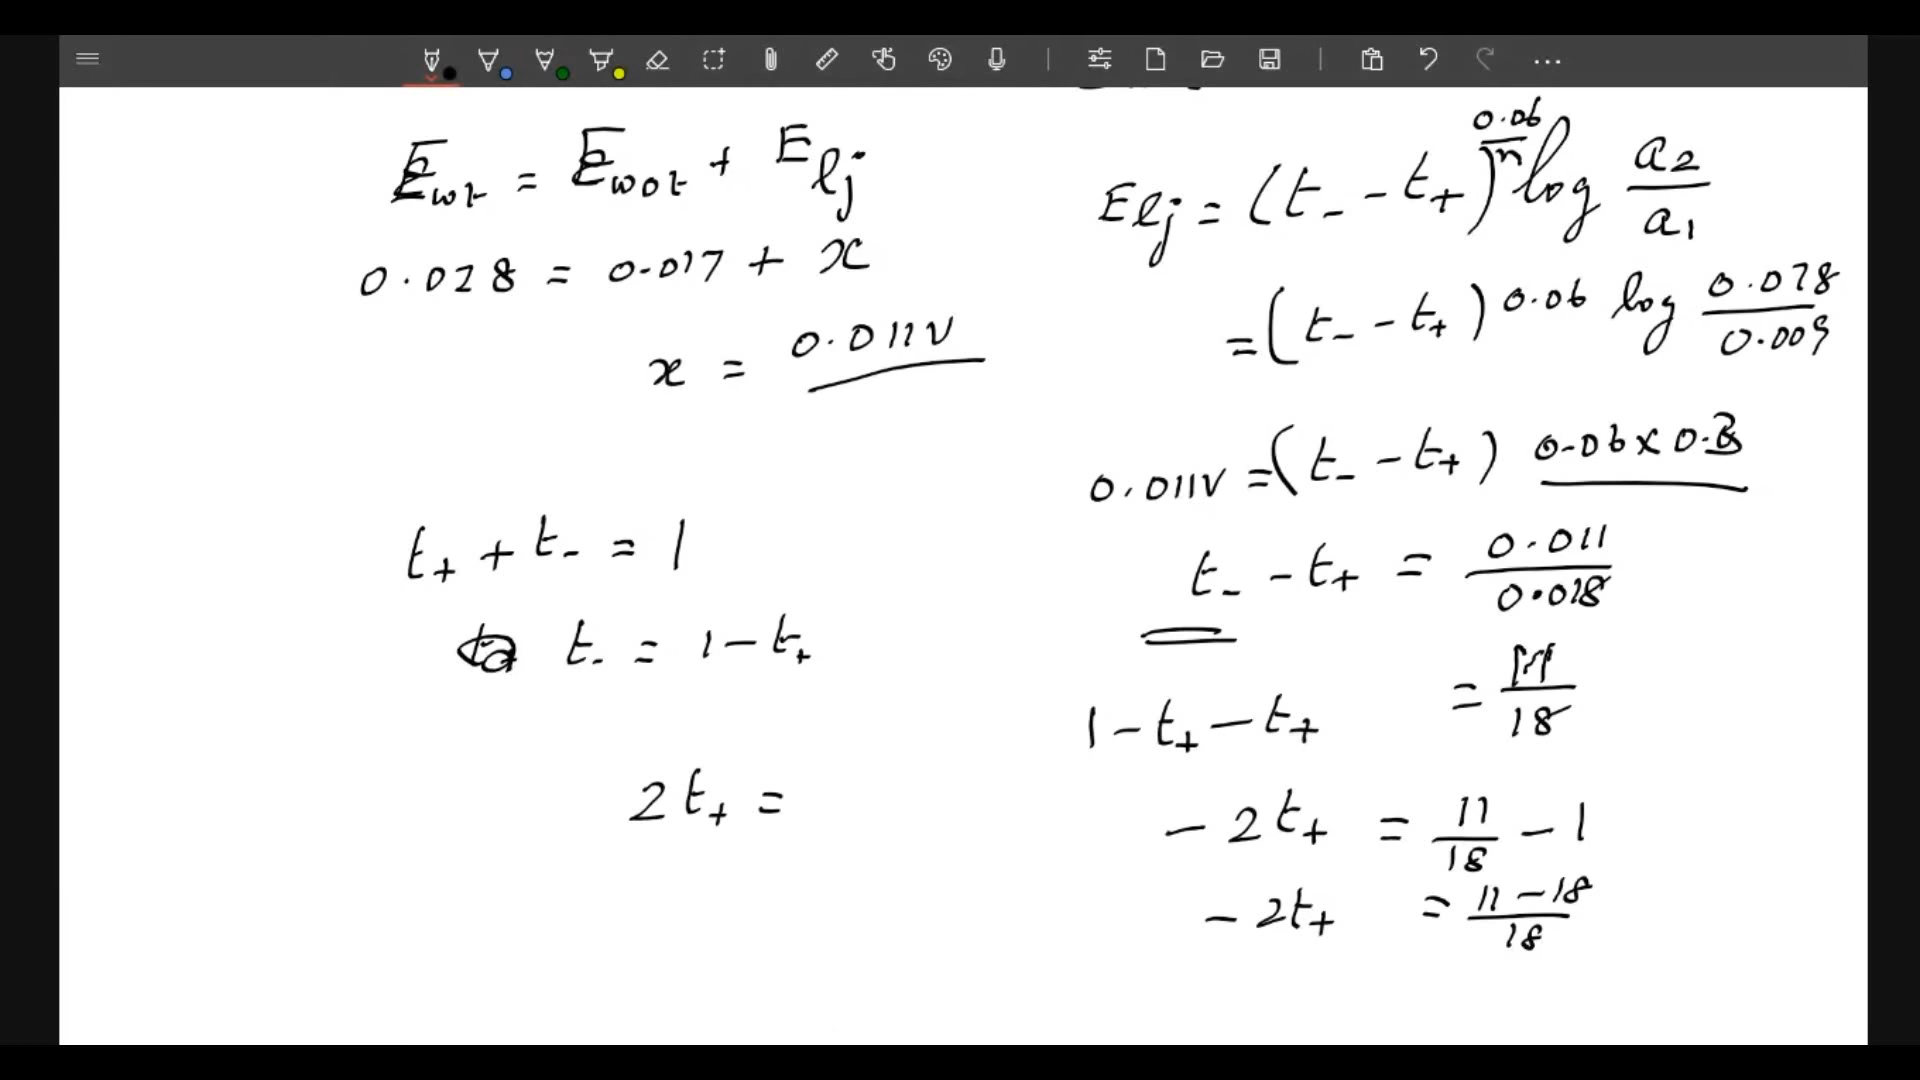 E_wt = E_wot + E_lj
0.028 = 0.017 + x
x = 0.011V
t₊ + t₋ = 1
t₋ = 1 - t₊
2t₊ =
E_lj = (t₋ - t₊) 0.06/n log a₂/a₁
= (t₋ - t₊) 0.06 log 0.078/0.009
0.011V = (t₋ - t₊) 0.06 x 0.3
t₋ - t₊ = 0.011/0.018
1 - t₊ - t₊ = 11/18
- 2t₊ = 11/18 - 1
- 2t₊ = 11 - 18/18